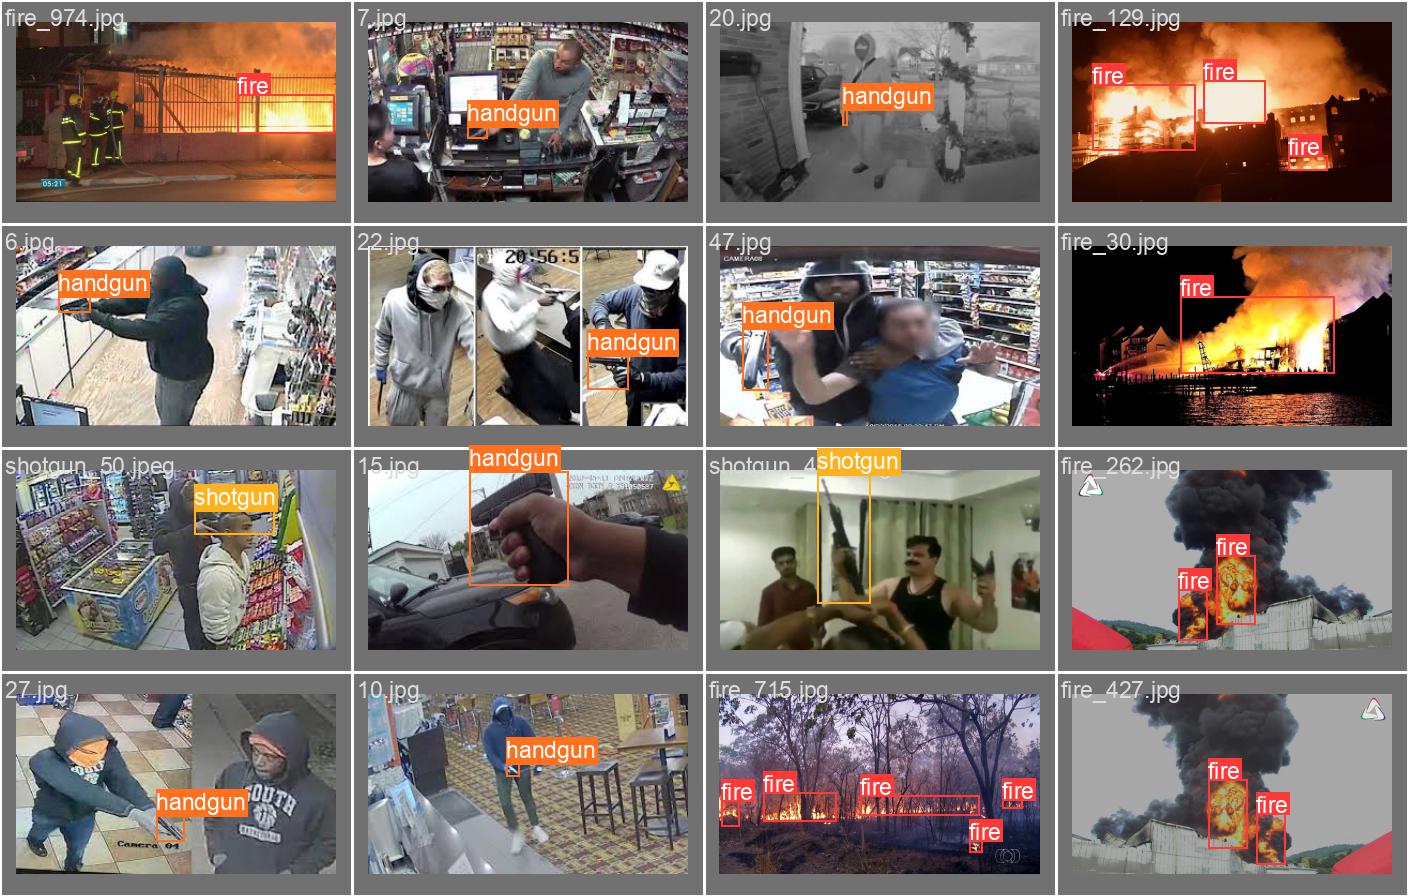 fire_974.jpg
fire
05:21
7.jpg
handgun
20.jpg
handgun
fire_129.jpg
fire
fire
fire
6.jpg
handgun
22.jpg
20:56:5
handgun
47.jpg
CAMERA08
handgun
fire_30.jpg
fire
shotgun_50.jpeg
shotgun
15.jpg
handgun
shotgun_4
shotgun
fire_262.jpg
fire
fire
27.jpg
handgun
SOUTH
Camera 04
10.jpg
handgun
fire_715.jpg
fire
fire
fire
fire
fire
fire_427.jpg
fire
fire